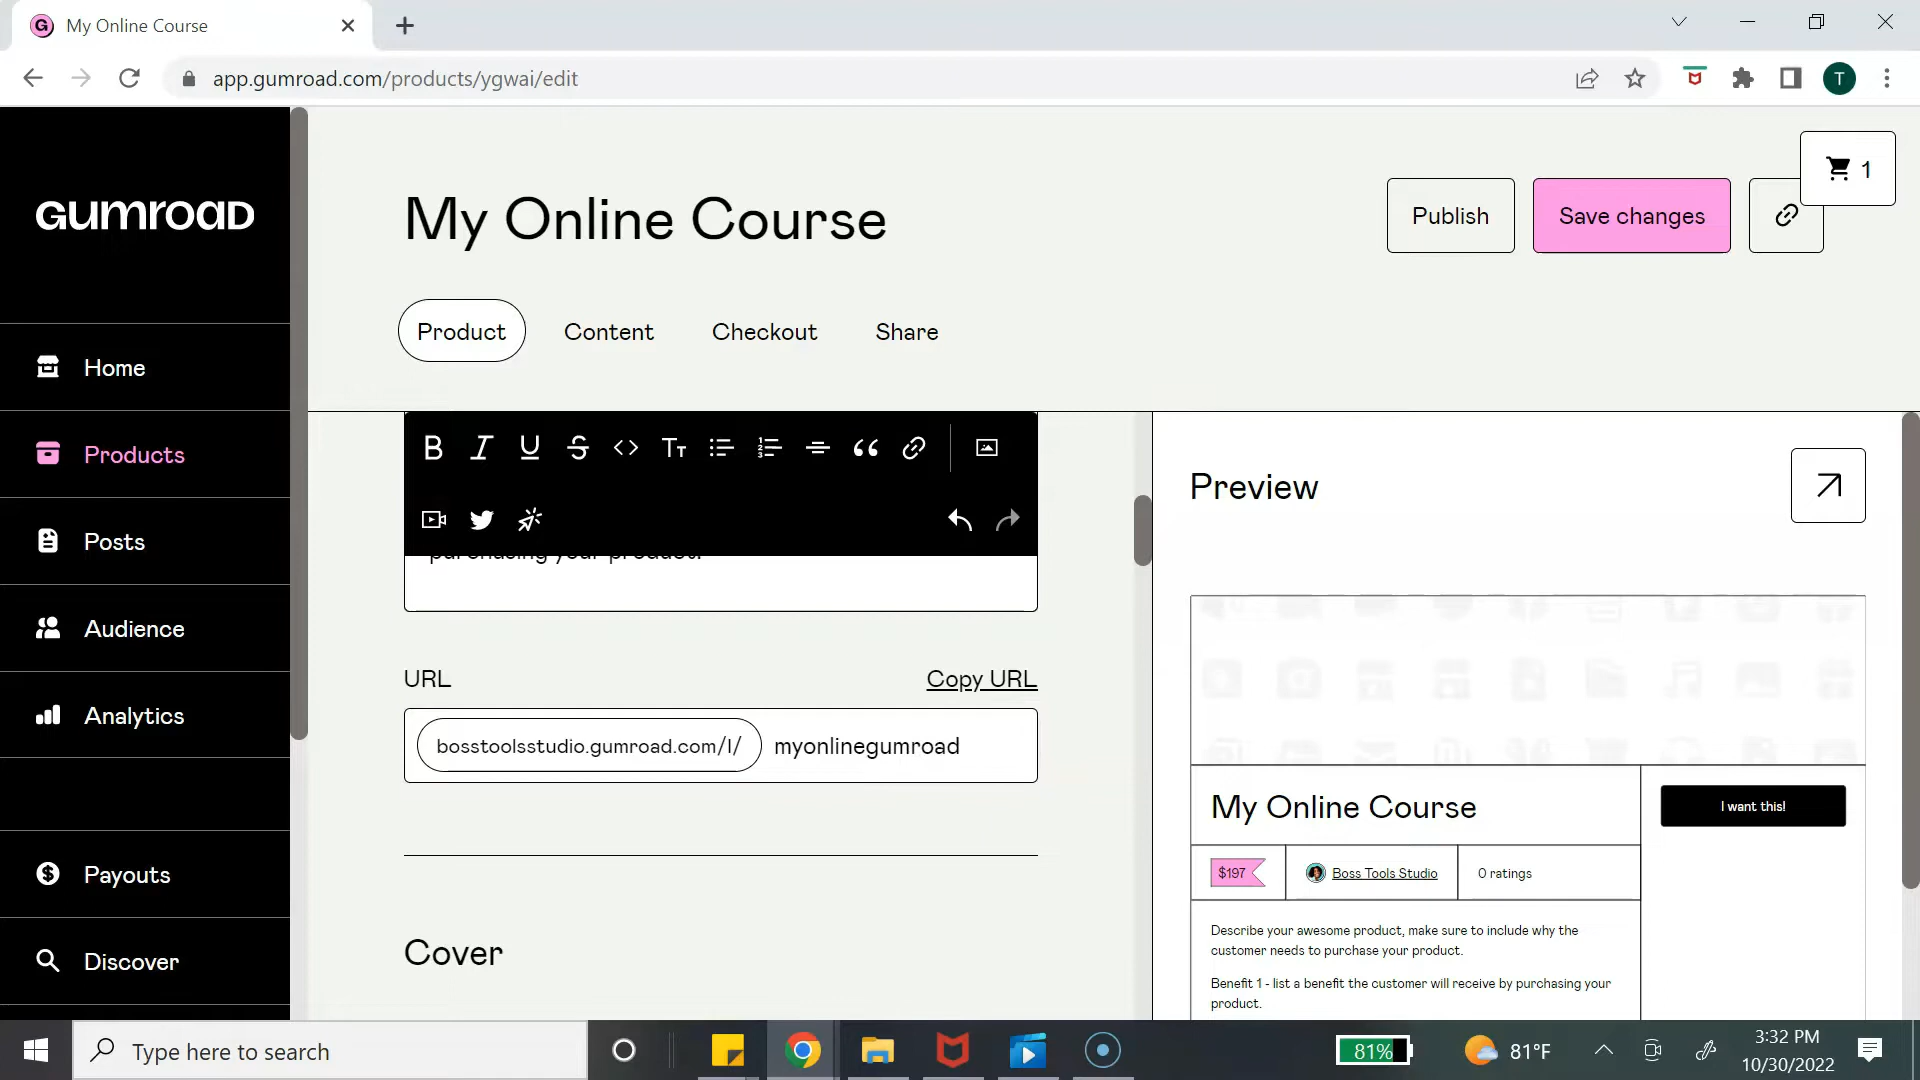 My Online Course
app.gumroad.com/products/ygwai/edit
T
GUMROAD
My Online Course
Publish
Save changes
1
Product
Content
Checkout
Share
Home
Products
Posts
Audience
Analytics
Payouts
Discover
purchasing your product.
URL
Copy URL
bosstoolsstudio.gumroad.com/l/
myonlinegumroad
Cover
Preview
My Online Course
I want this!
$197
Boss Tools Studio
0 ratings
Describe your awesome product, make sure to include why the
customer needs to purchase your product.
Benefit 1 - list a benefit the customer will receive by purchasing your
product.
Type here to search
81%
81°F
3:32 PM
10/30/2022